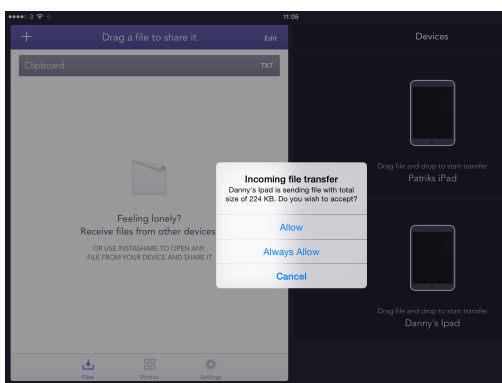 3
11:05
Drag a file to share it
Edit
Devices
Clipboard
TXT
Drag file and drop to start transfer
Patriks iPad
Incoming file transfer
Danny's Ipad is sending file with total
size of 224 KB. Do you wish to accept?
Allow
Always Allow
Cancel
Feeling lonely?
Receive files from other devices
OR USE INSTASHARE TO OPEN ANY
FILE FROM YOUR DEVICE AND SHARE IT
Drag file and drop to start transfer
Danny's Ipad
Files
Photos
Settings